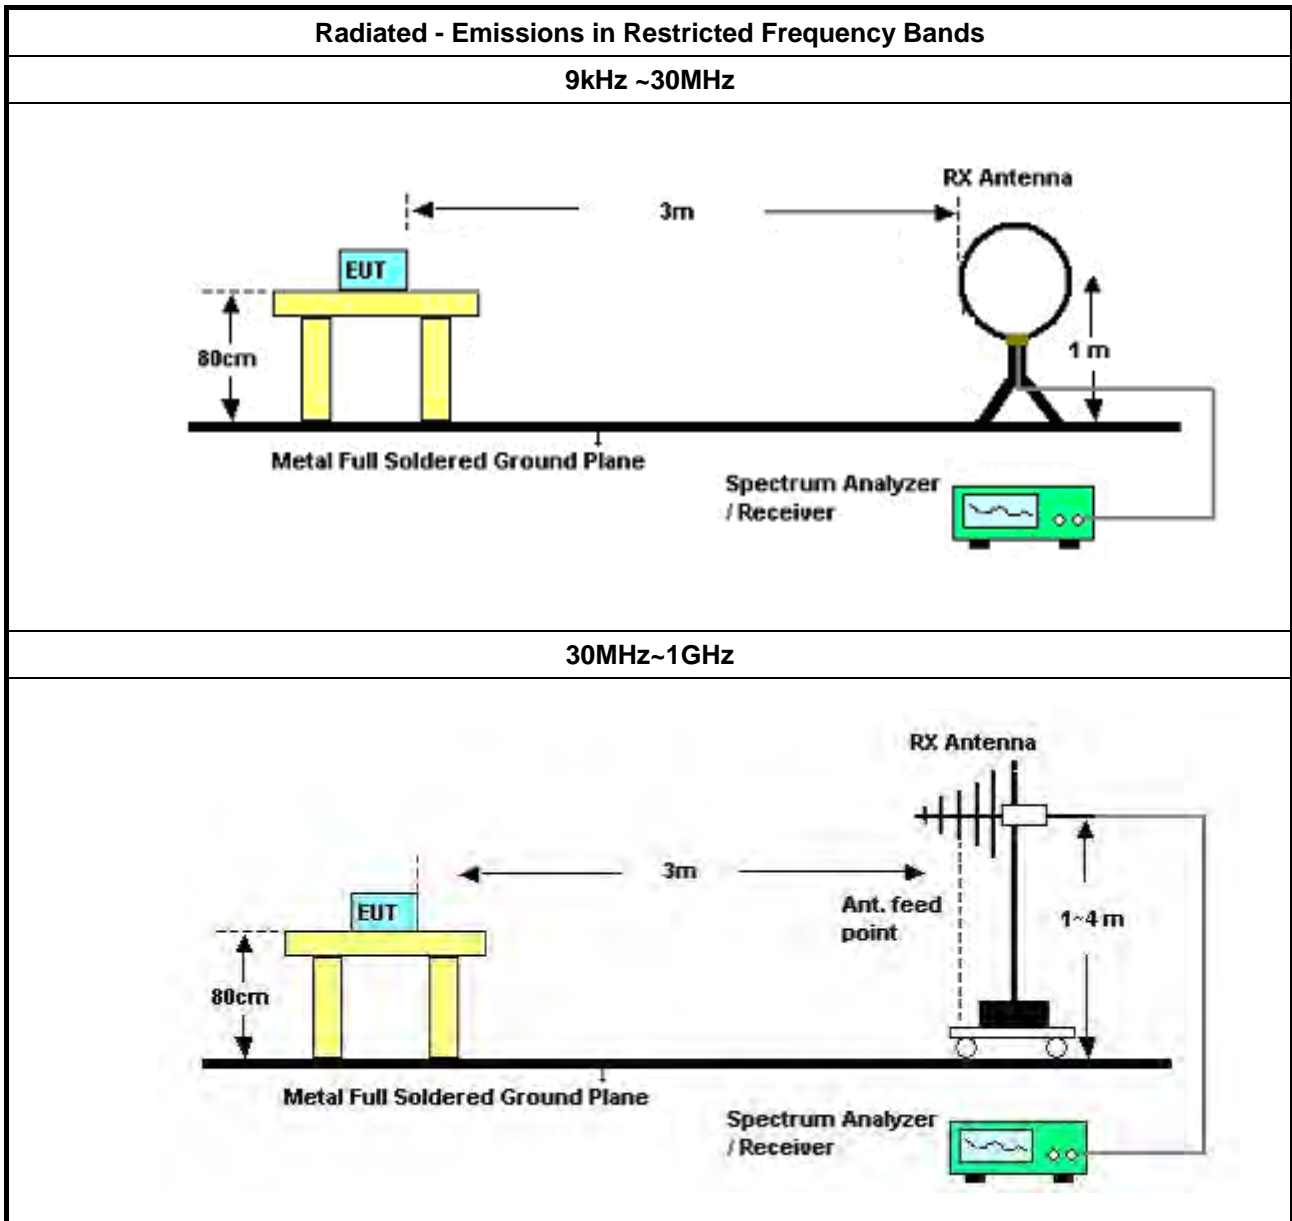 Radiated - Emissions in Restricted Frequency Bands
9kHz ~30MHz
RX Antenna
3m
EUT
80cm
1 m
Metal Full Soldered Ground Plane
Spectrum Analyzer
/ Receiver
30MHz~1GHz
RX Antenna
3m
Ant. feed
point
1~4 m
EUT
80cm
Metal Full Soldered Ground Plane
Spectrum Analyzer
/ Receiver